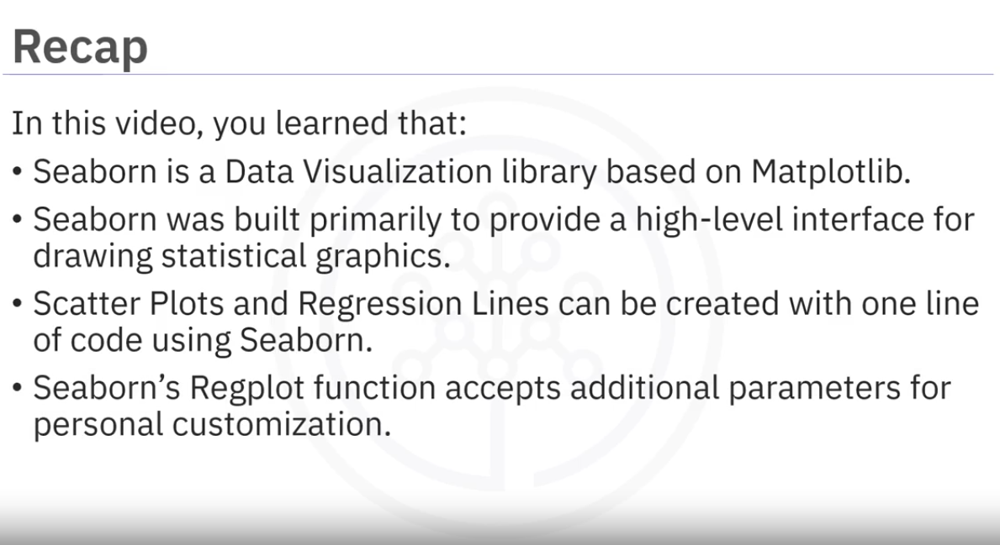 Recap
In this video, you learned that:
• Seaborn is a Data Visualization library based on Matplotlib.
• Seaborn was built primarily to provide a high-level interface for
drawing statistical graphics.
• Scatter Plots and Regression Lines can be created with one line
of code using Seaborn.
• Seaborn’s Regplot function accepts additional parameters for
personal customization.